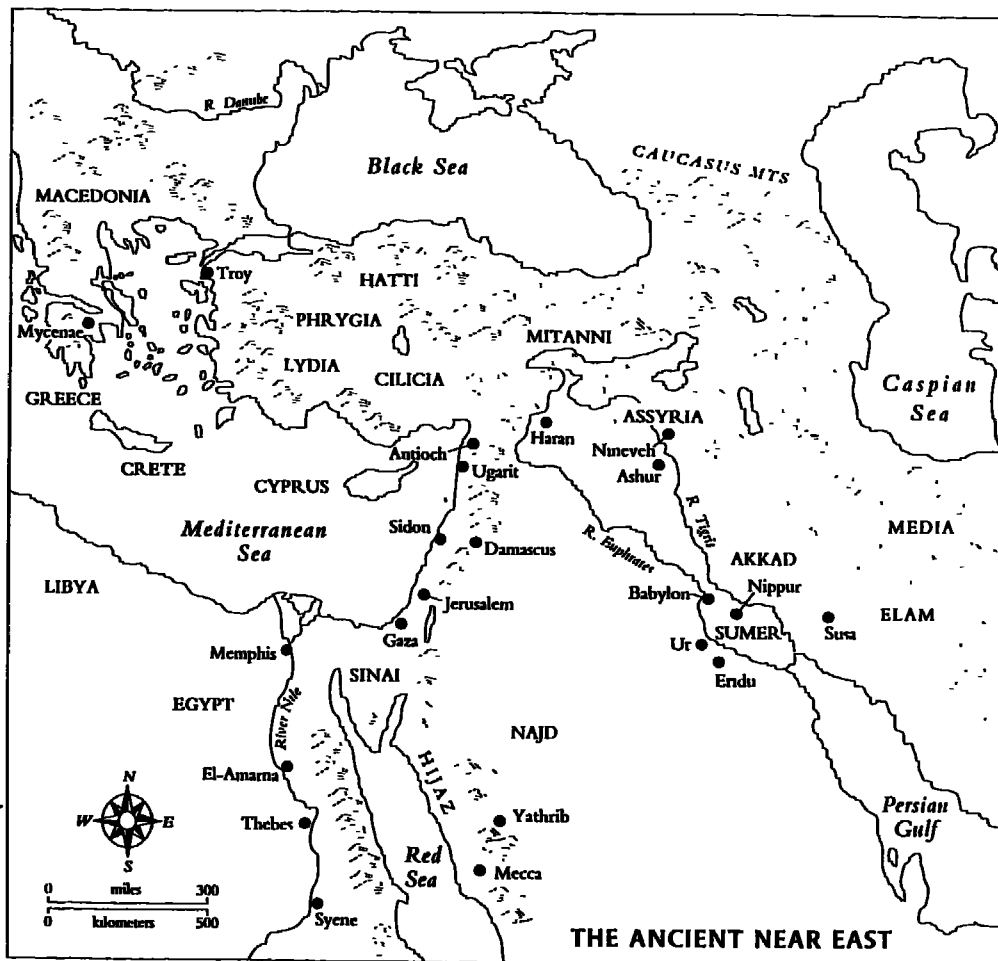 R. Danube
Black Sea
CAUCASUS MTS
MACEDONIA
Troy
HATTI
Mycenae
PHRYGIA
MITANNI
LYDIA
CILICIA
Caspian
Sea
GREECE
ASSYRIA
Haran
Nineveh
Antioch
CRETE
Ugarit
Ashur
CYPRUS
R. Tigris
Mediterranean
Sea
Sidon
Damascus
R. Euphrates
MEDIA
AKKAD
LIBYA
Babylon
Nippur
Jerusalem
ELAM
Gaza
SUMER
Susa
Ur
Memphis
Eridu
SINAI
EGYPT
River Nile
NAJD
El-Amarna
HIJAZ
N
W
E
S
Thebes
Yathrib
Persian
Gulf
Red
Sea
Mecca
0 miles 300
0 kilometers 500
Syene
THE ANCIENT NEAR EAST